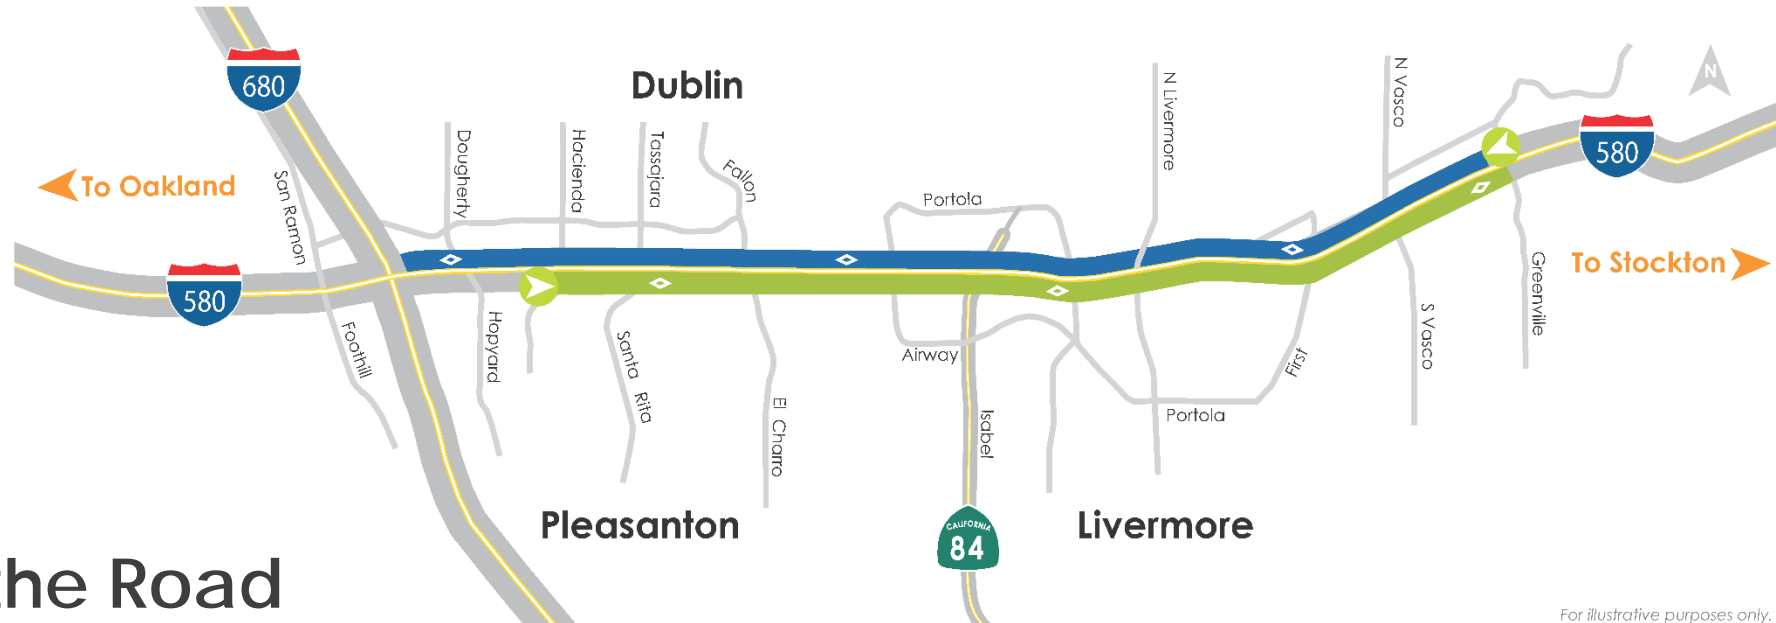 680
Dublin
N Livermore
N Vasco
N
Dougherty
Hacienda
Tassajara
Fallon
580
To Oakland
San Ramon
Portola
580
To Stockton
Greenville
Foothill
Hopyard
Santa Rita
Airway
First
S Vasco
El Charro
Isabel
Portola
Pleasanton
CALIFORNIA
84
Livermore
the Road
For illustrative purposes only.